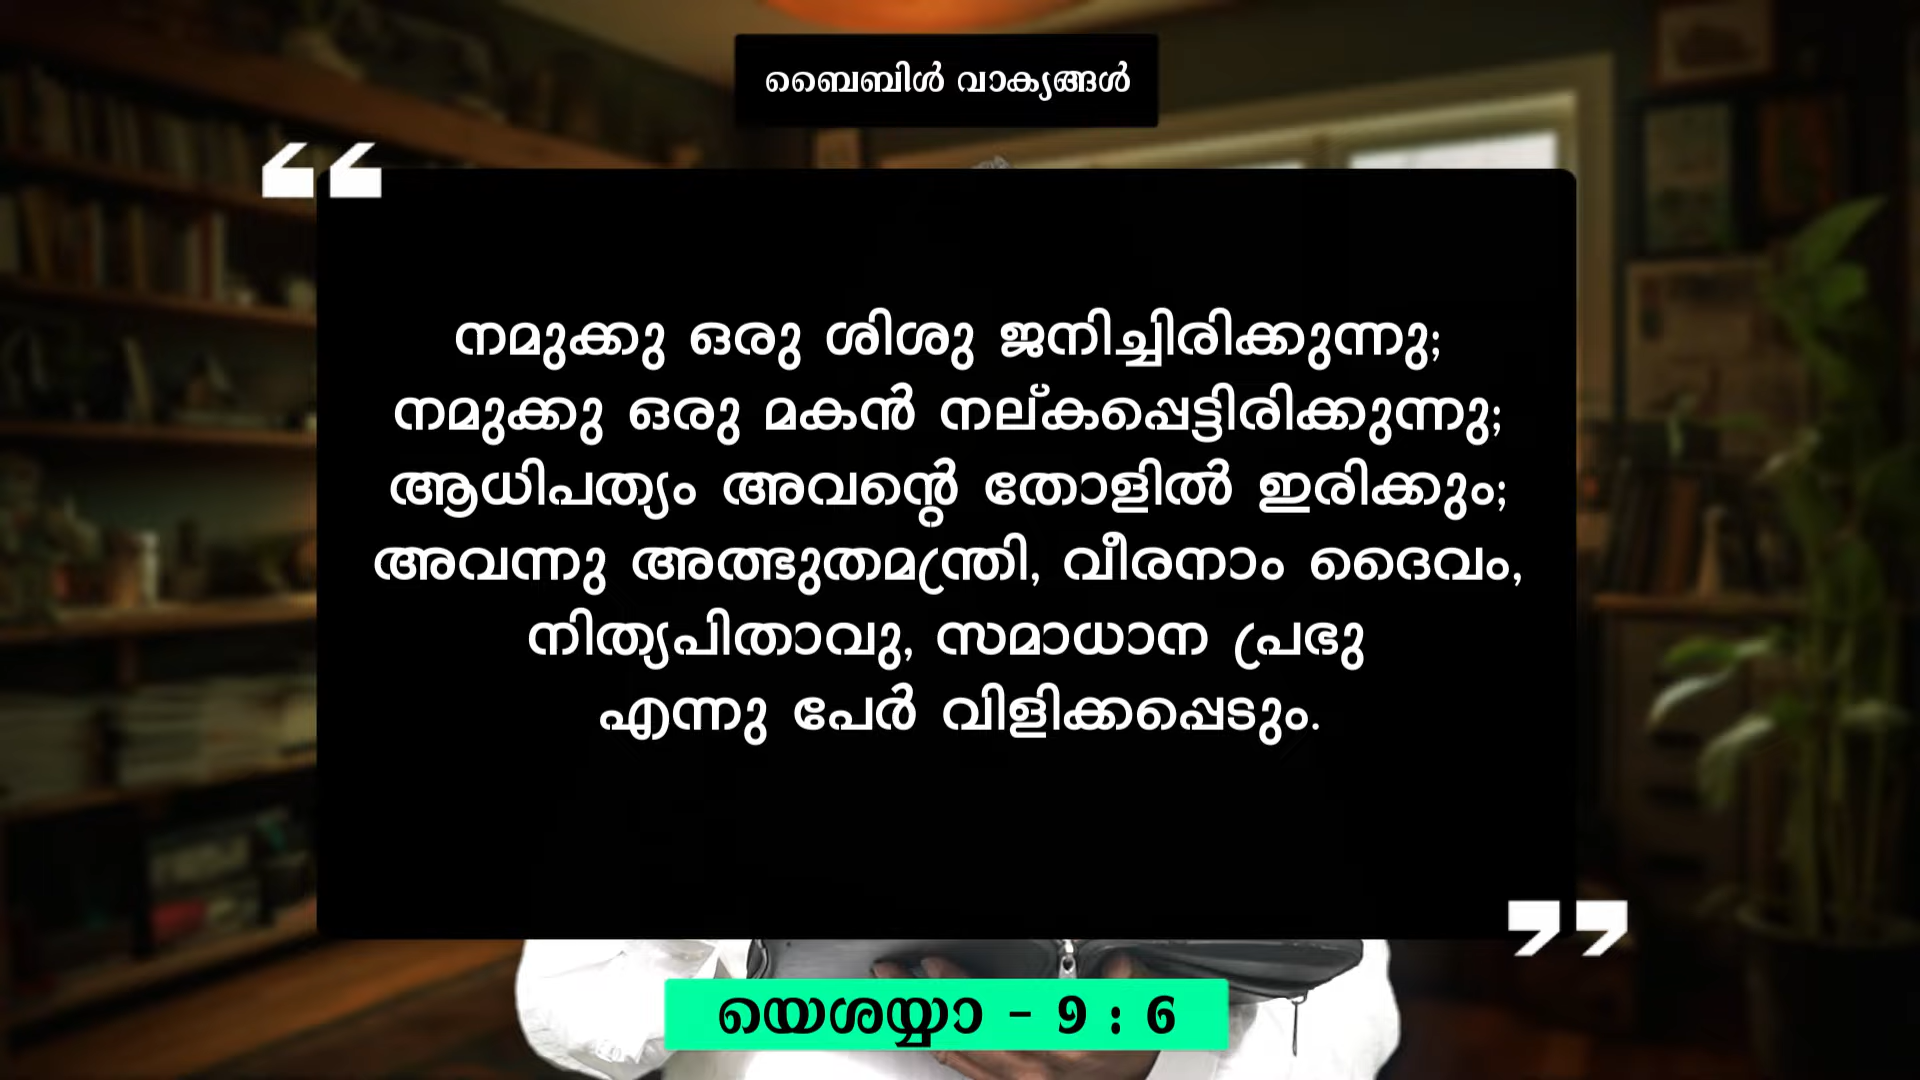 ബൈബിൾ വാക്യങ്ങൾ
“
നമുക്കു ഒരു ശിശു ജനിച്ചിരിക്കുന്നു;
നമുക്കു ഒരു മകൻ നല്കപ്പെട്ടിരിക്കുന്നു;
ആധിപത്യം അവന്റെ തോളിൽ ഇരിക്കും;
അവന്നു അത്ഭുതമന്ത്രി, വീരനാം ദൈവം,
നിത്യപിതാവു, സമാധാന പ്രഭു
എന്നു പേർ വിളിക്കപ്പെടും.
”
യെശയ്യാ - 9 : 6